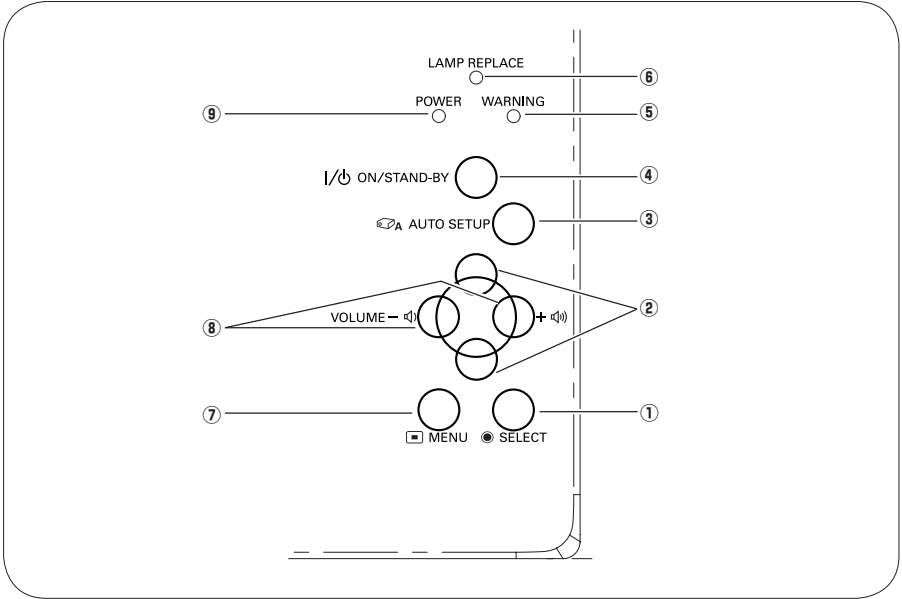 LAMP REPLACE
⑥
POWER WARNING
⑨
⑤
ON/STAND-BY
④
A AUTO SETUP
③
②
VOLUME − +
⑧
⑦
①
MENU SELECT